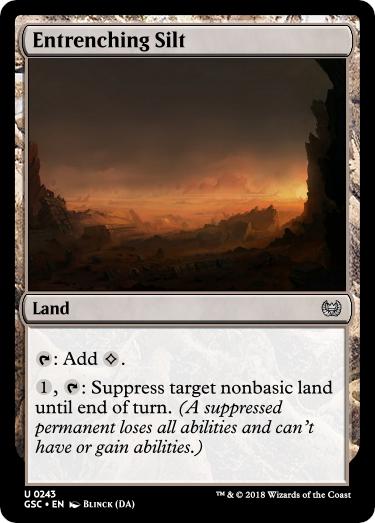 Entrenching Silt
Land
: Add .
1, : Suppress target nonbasic land
until end of turn. (A suppressed
permanent loses all abilities and can't
have or gain abilities.)
U 0243
GSC • EN Blinck (DA)
™ & © 2018 Wizards of the Coast